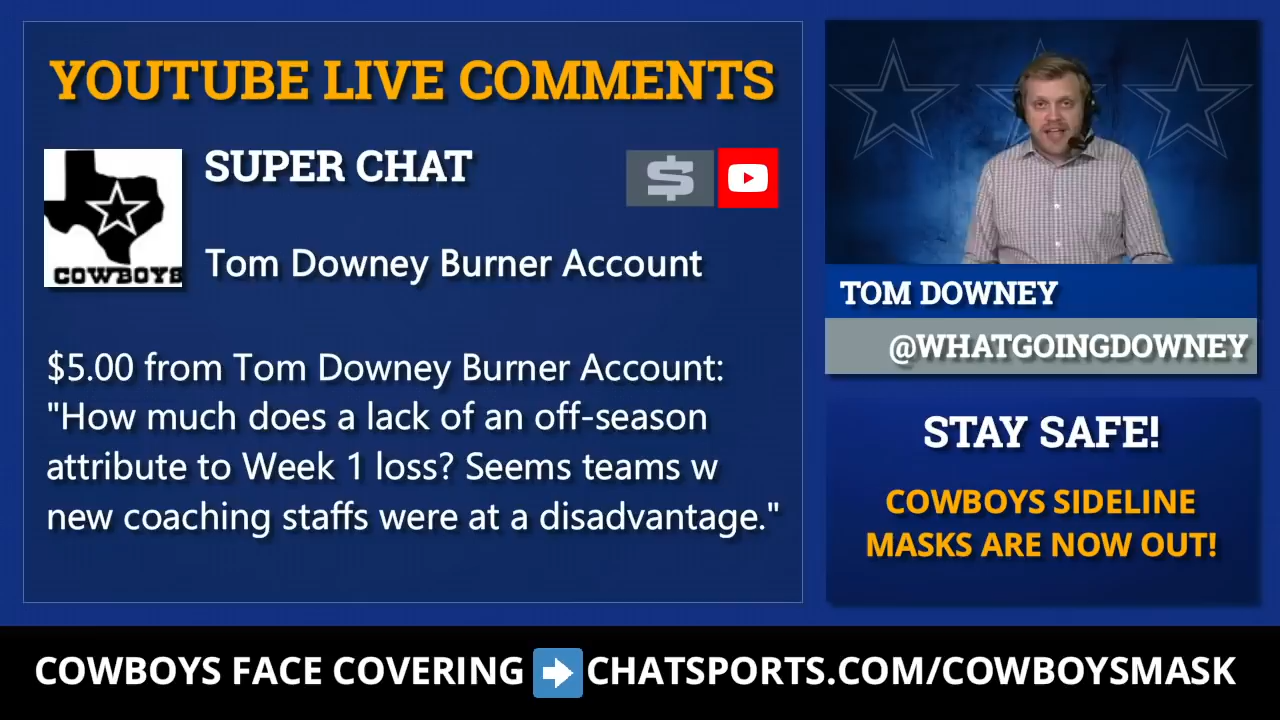 YOUTUBE LIVE COMMENTS
SUPER CHAT
COWBOYS
Tom Downey Burner Account
$5.00 from Tom Downey Burner Account:
"How much does a lack of an off-season
attribute to Week 1 loss? Seems teams w
new coaching staffs were at a disadvantage."
TOM DOWNEY
@WHATGOINGDOWNEY
STAY SAFE!
COWBOYS SIDELINE
MASKS ARE NOW OUT!
COWBOYS FACE COVERING ➡ CHATSPORTS.COM/COWBOYSMASK